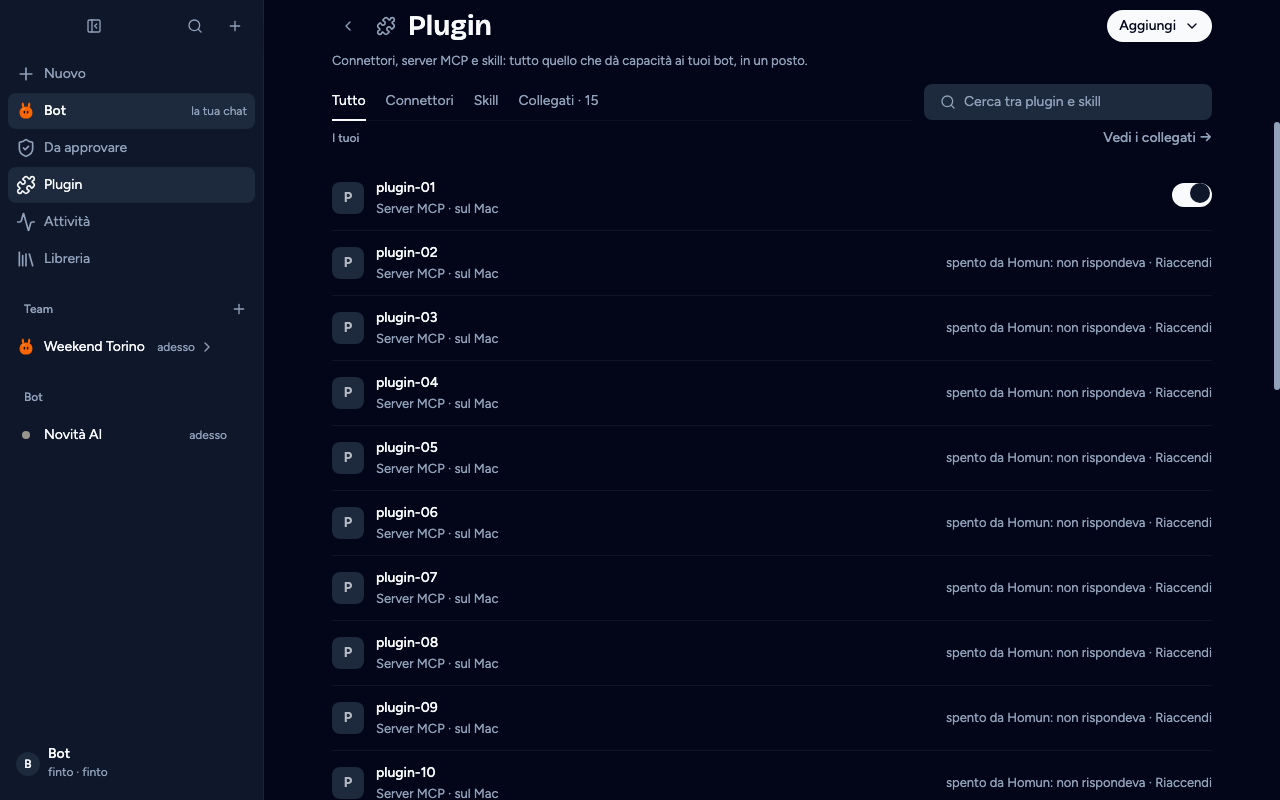 Plugin
Aggiungi
Connettori, server MCP e skill: tutto quello che dà capacità ai tuoi bot, in un posto.
Tutto
Connettori
Skill
Collegati · 15
Cerca tra plugin e skill
I tuoi
Vedi i collegati →
Nuovo
Bot
la tua chat
Da approvare
Plugin
Attività
Libreria
Team
Weekend Torino
adesso
Bot
Novità AI
adesso
B
Bot
finto · finto
P
plugin-01
Server MCP · sul Mac
P
plugin-02
Server MCP · sul Mac
spento da Homun: non rispondeva · Riaccendi
P
plugin-03
Server MCP · sul Mac
spento da Homun: non rispondeva · Riaccendi
P
plugin-04
Server MCP · sul Mac
spento da Homun: non rispondeva · Riaccendi
P
plugin-05
Server MCP · sul Mac
spento da Homun: non rispondeva · Riaccendi
P
plugin-06
Server MCP · sul Mac
spento da Homun: non rispondeva · Riaccendi
P
plugin-07
Server MCP · sul Mac
spento da Homun: non rispondeva · Riaccendi
P
plugin-08
Server MCP · sul Mac
spento da Homun: non rispondeva · Riaccendi
P
plugin-09
Server MCP · sul Mac
spento da Homun: non rispondeva · Riaccendi
P
plugin-10
Server MCP · sul Mac
spento da Homun: non rispondeva · Riaccendi